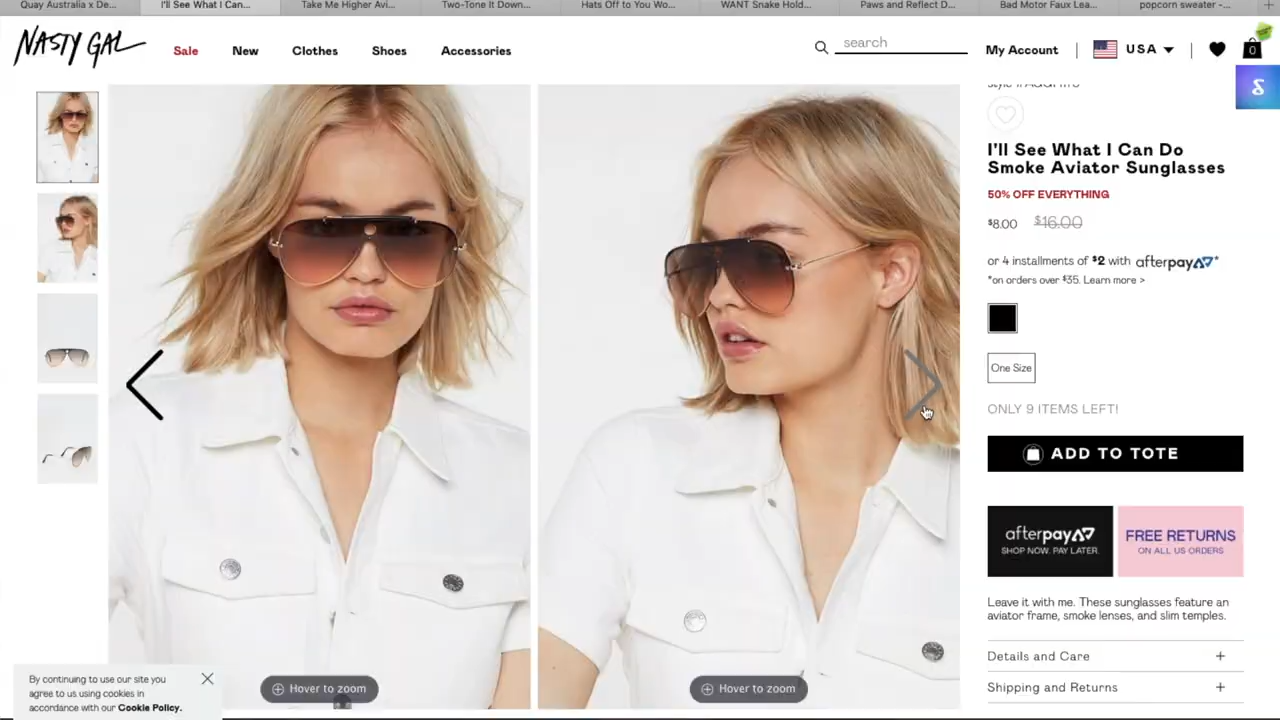 Quay Australia x De...
I'll See What I Can...
Take Me Higher Avi...
Two-Tone It Down...
Hats Off to You Wo...
WANT Snake Hold...
Paws and Reflect D...
Bad Motor Faux Lea...
popcorn sweater -...
NASTY GAL
Sale
New
Clothes
Shoes
Accessories
search
My Account
USA
0
I'll See What I Can Do
Smoke Aviator Sunglasses
50% OFF EVERYTHING
$8.00 $16.00
or 4 installments of $2 with afterpay*
*on orders over $35. Learn more >
One Size
ONLY 9 ITEMS LEFT!
ADD TO TOTE
afterpay
SHOP NOW. PAY LATER.
FREE RETURNS
ON ALL US ORDERS
Leave it with me. These sunglasses feature an
aviator frame, smoke lenses, and slim temples.
Details and Care +
Shipping and Returns +
Hover to zoom
Hover to zoom
By continuing to use our site you
agree to us using cookies in
accordance with our Cookie Policy.